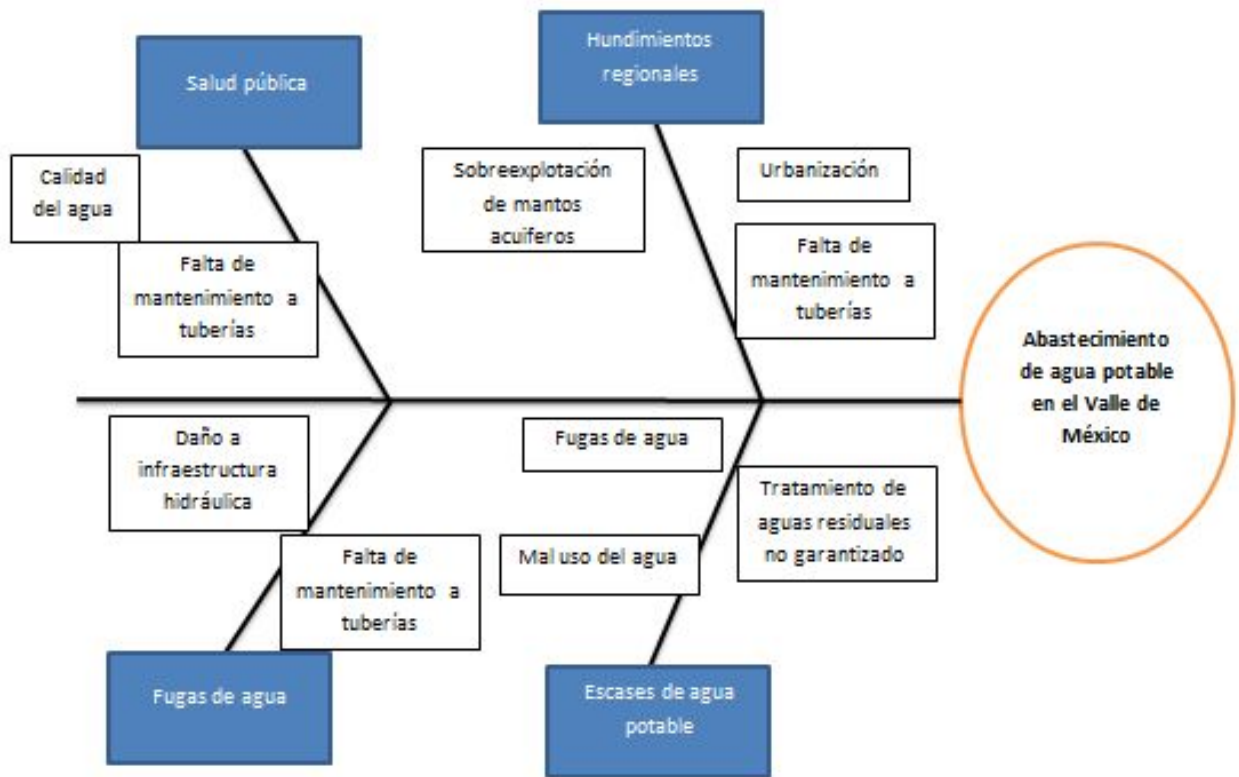 Salud pública
Hundimientos
regionales
Calidad
del agua
Falta de
mantenimiento a
tuberías
Sobreexplotación
de mantos
acuiferos
Urbanización
Falta de
mantenimiento a
tuberías
Abastecimiento
de agua potable
en el Valle de
México
Daño a
infraestructura
hidráulica
Falta de
mantenimiento a
tuberías
Fugas de agua
Mal uso del agua
Tratamiento de
aguas residuales
no garantizado
Fugas de agua
Escases de agua
potable